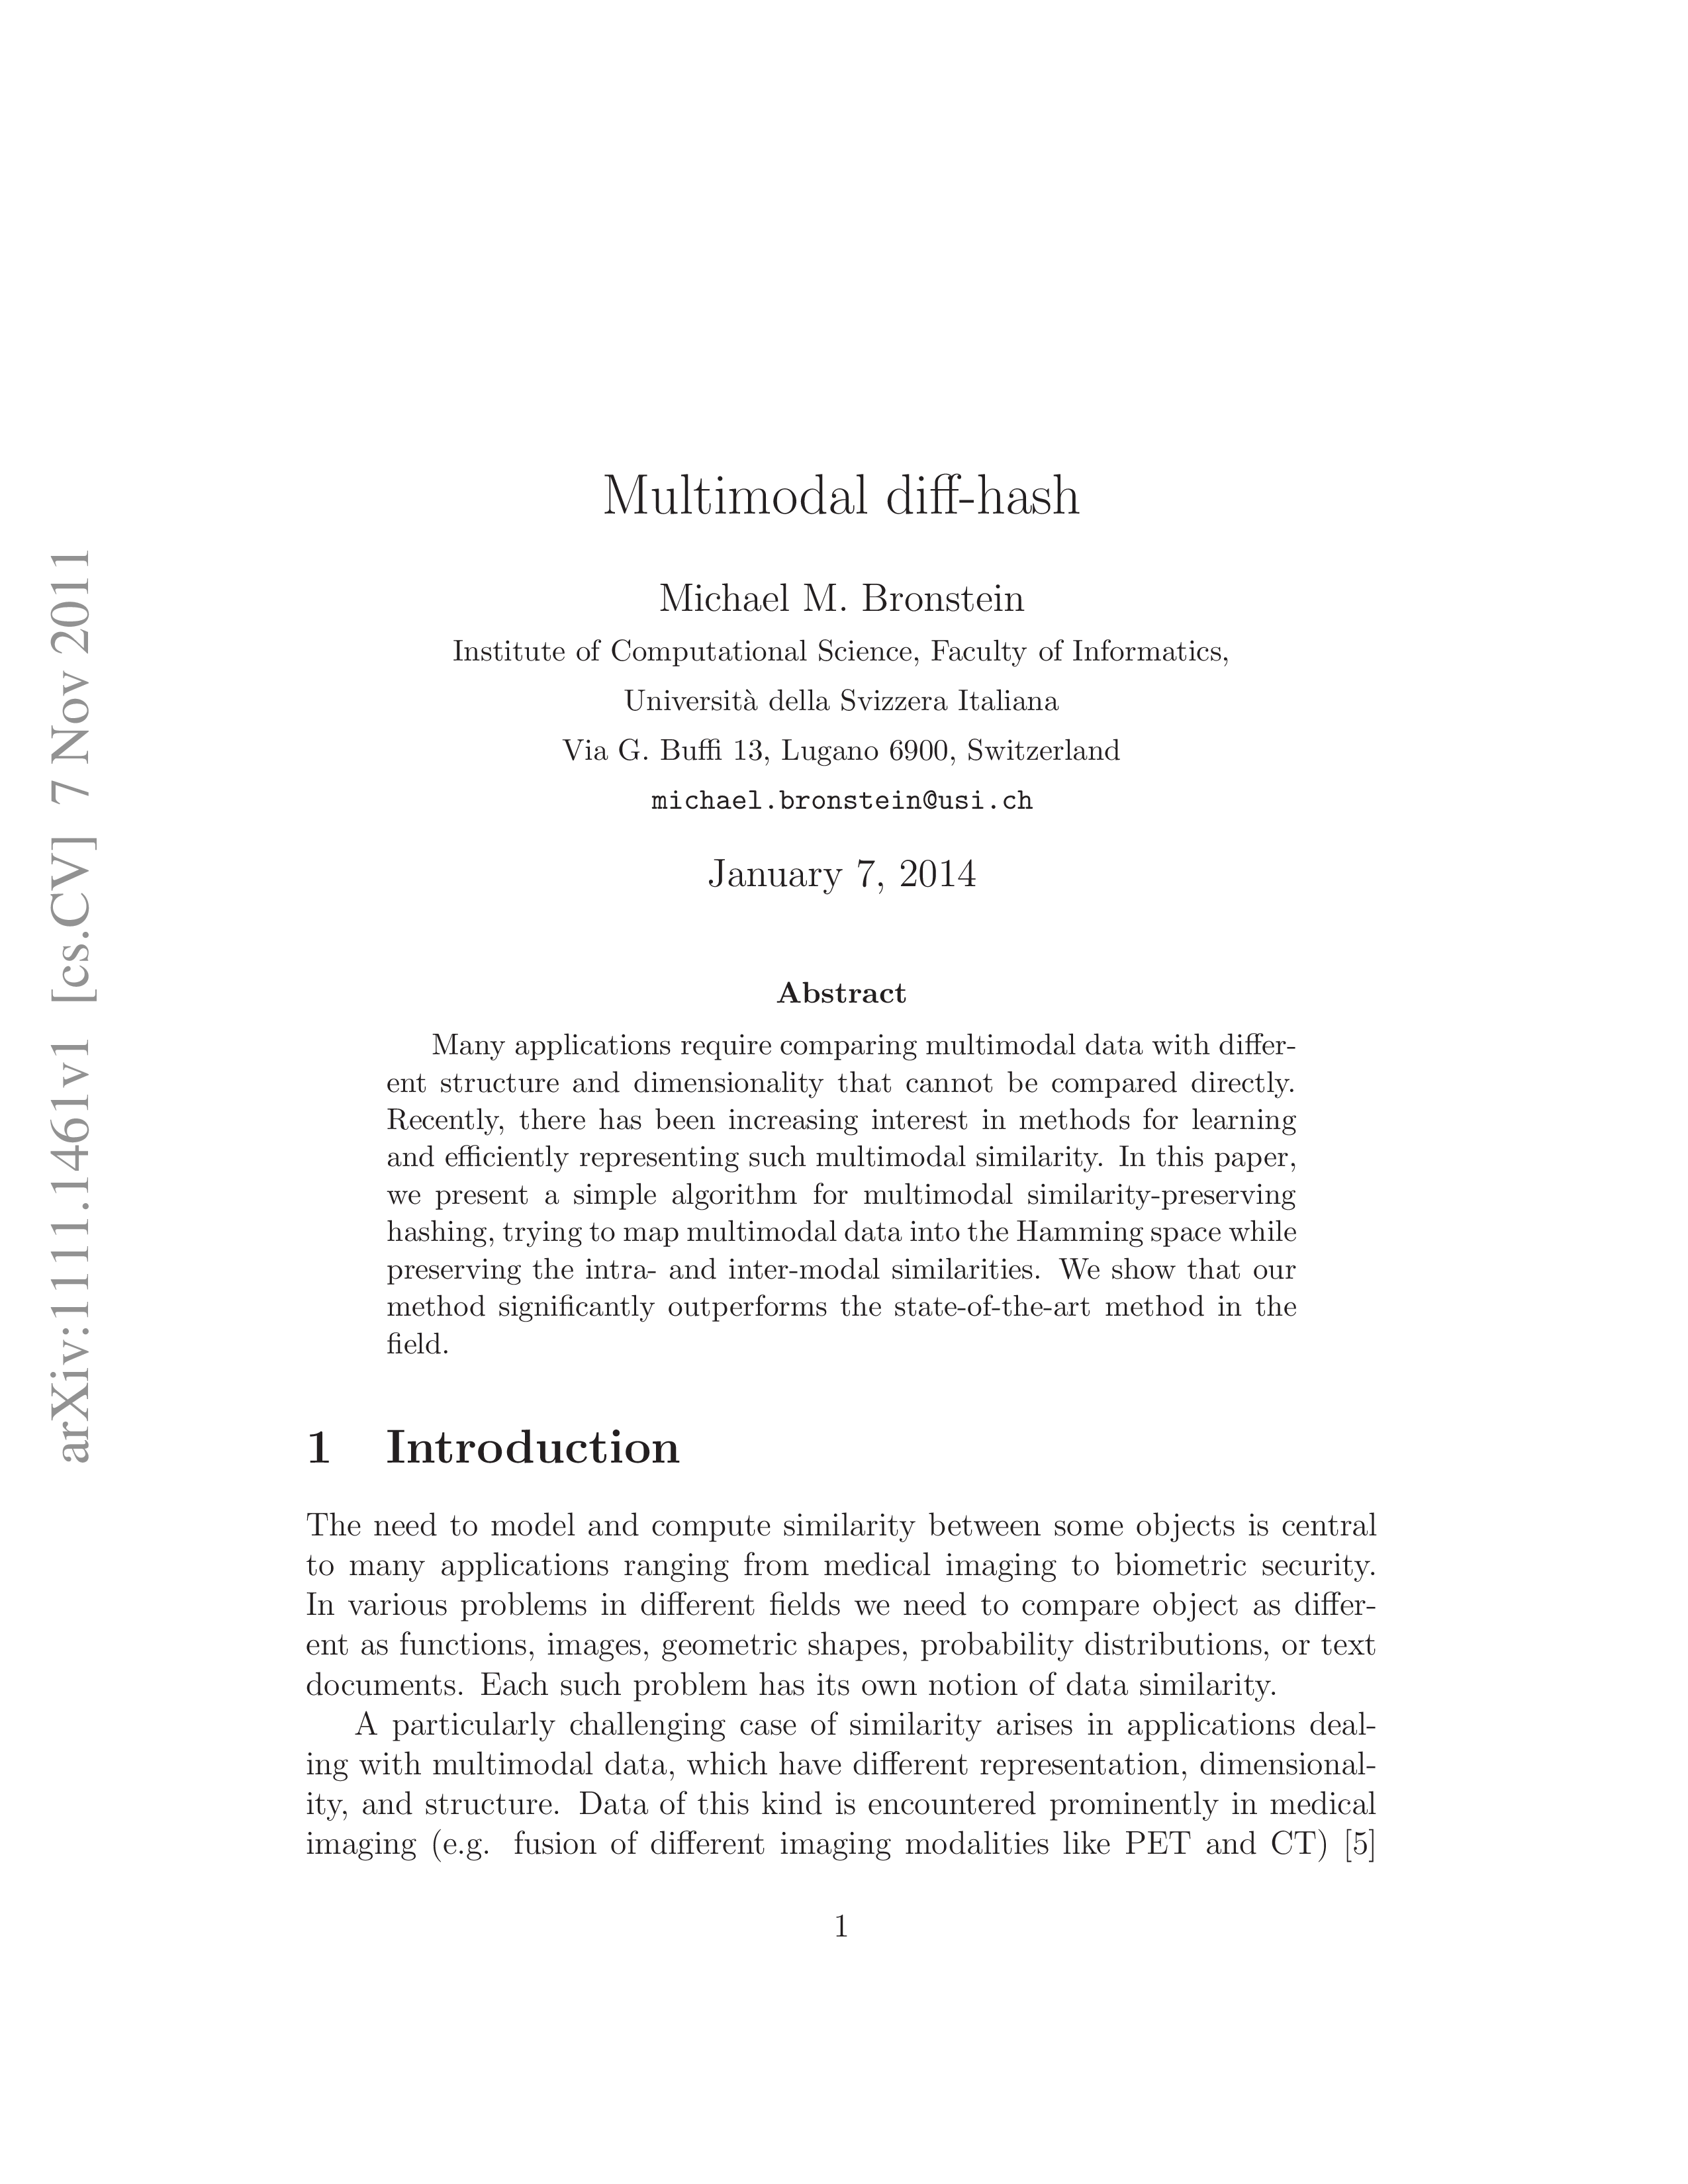 Multimodal diff-hash
Michael M. Bronstein
Institute of Computational Science, Faculty of Informatics,
Università della Svizzera Italiana
Via G. Buffi 13, Lugano 6900, Switzerland
michael.bronstein@usi.ch
January 7, 2014
Abstract
Many applications require comparing multimodal data with differ-
ent structure and dimensionality that cannot be compared directly.
Recently, there has been increasing interest in methods for learning
and efficiently representing such multimodal similarity. In this paper,
we present a simple algorithm for multimodal similarity-preserving
hashing, trying to map multimodal data into the Hamming space while
preserving the intra- and inter-modal similarities. We show that our
method significantly outperforms the state-of-the-art method in the
field.
1 Introduction
The need to model and compute similarity between some objects is central
to many applications ranging from medical imaging to biometric security.
In various problems in different fields we need to compare object as differ-
ent as functions, images, geometric shapes, probability distributions, or text
documents. Each such problem has its own notion of data similarity.
A particularly challenging case of similarity arises in applications deal-
ing with multimodal data, which have different representation, dimensional-
ity, and structure. Data of this kind is encountered prominently in medical
imaging (e.g. fusion of different imaging modalities like PET and CT) [5]
1
arXiv:1111.1461v1 [cs.CV] 7 Nov 2011